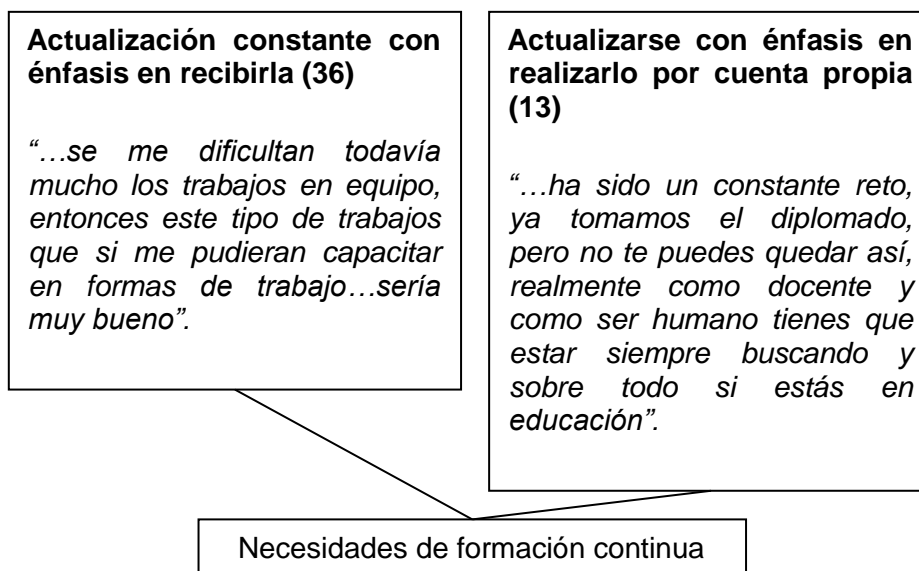 Actualización constante con
énfasis en recibirla (36)
“…se me dificultan todavía
mucho los trabajos en equipo,
entonces este tipo de trabajos
que si me pudieran capacitar
en formas de trabajo…sería
muy bueno”.
Actualizarse con énfasis en
realizarlo por cuenta propia
(13)
“…ha sido un constante reto,
ya tomamos el diplomado,
pero no te puedes quedar así,
realmente como docente y
como ser humano tienes que
estar siempre buscando y
sobre todo si estás en
educación”.
Necesidades de formación continua